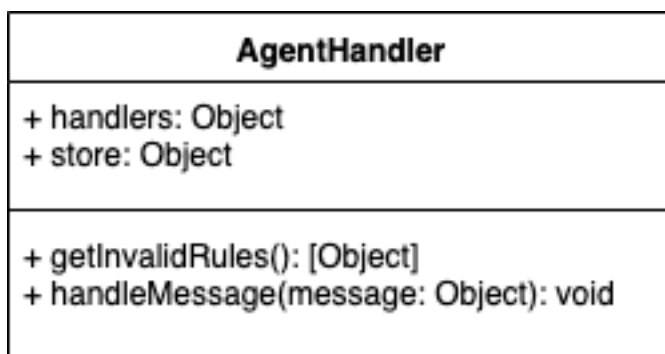 AgentHandler
+ handlers: Object
+ store: Object
+ getInvalidRules(): [Object]
+ handleMessage(message: Object): void